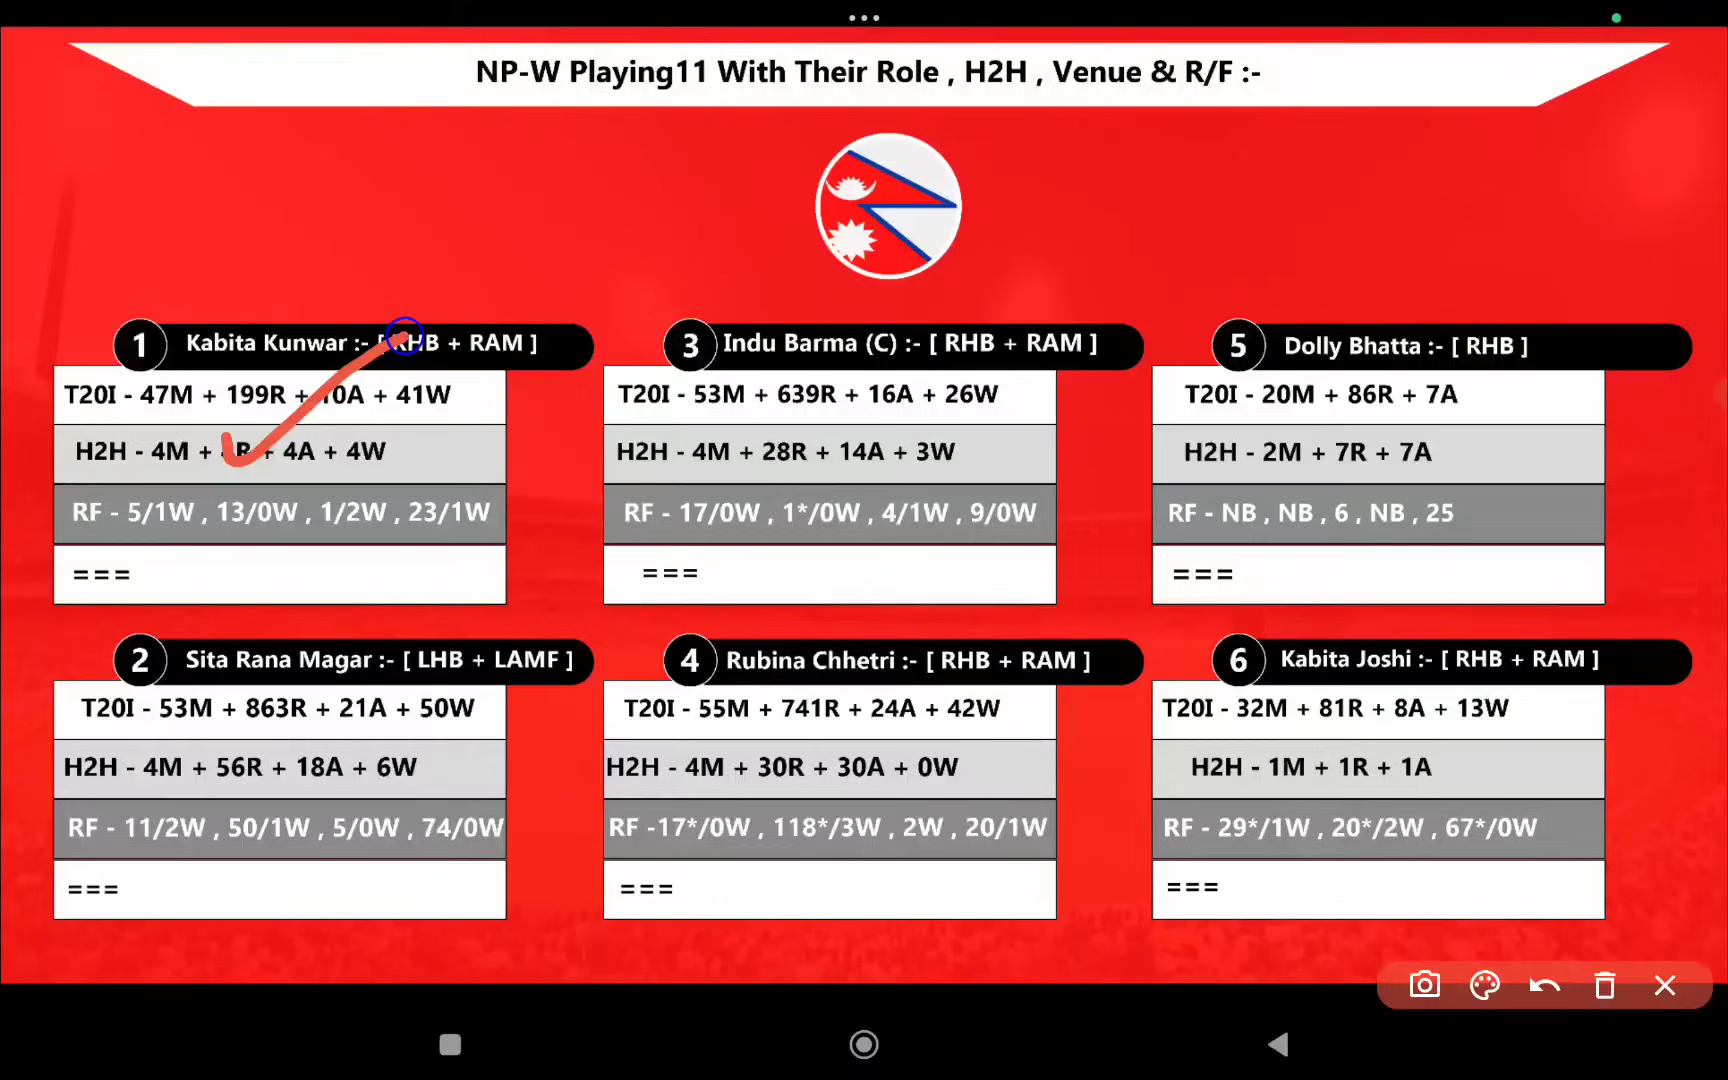 NP-W Playing11 With Their Role , H2H , Venue & R/F :-
1 Kabita Kunwar :- [ RHB + RAM ]
T20I - 47M + 199R + 10A + 41W
H2H - 4M + R + 4A + 4W
RF - 5/1W , 13/0W , 1/2W , 23/1W
===
2 Sita Rana Magar :- [ LHB + LAMF ]
T20I - 53M + 863R + 21A + 50W
H2H - 4M + 56R + 18A + 6W
RF - 11/2W , 50/1W , 5/0W , 74/0W
===
3 Indu Barma (C) :- [ RHB + RAM ]
T20I - 53M + 639R + 16A + 26W
H2H - 4M + 28R + 14A + 3W
RF - 17/0W , 1*/0W , 4/1W , 9/0W
===
4 Rubina Chhetri :- [ RHB + RAM ]
T20I - 55M + 741R + 24A + 42W
H2H - 4M + 30R + 30A + 0W
RF -17*/0W , 118*/3W , 2W , 20/1W
===
5 Dolly Bhatta :- [ RHB ]
T20I - 20M + 86R + 7A
H2H - 2M + 7R + 7A
RF - NB , NB , 6 , NB , 25
===
6 Kabita Joshi :- [ RHB + RAM ]
T20I - 32M + 81R + 8A + 13W
H2H - 1M + 1R + 1A
RF - 29*/1W , 20*/2W , 67*/0W
===